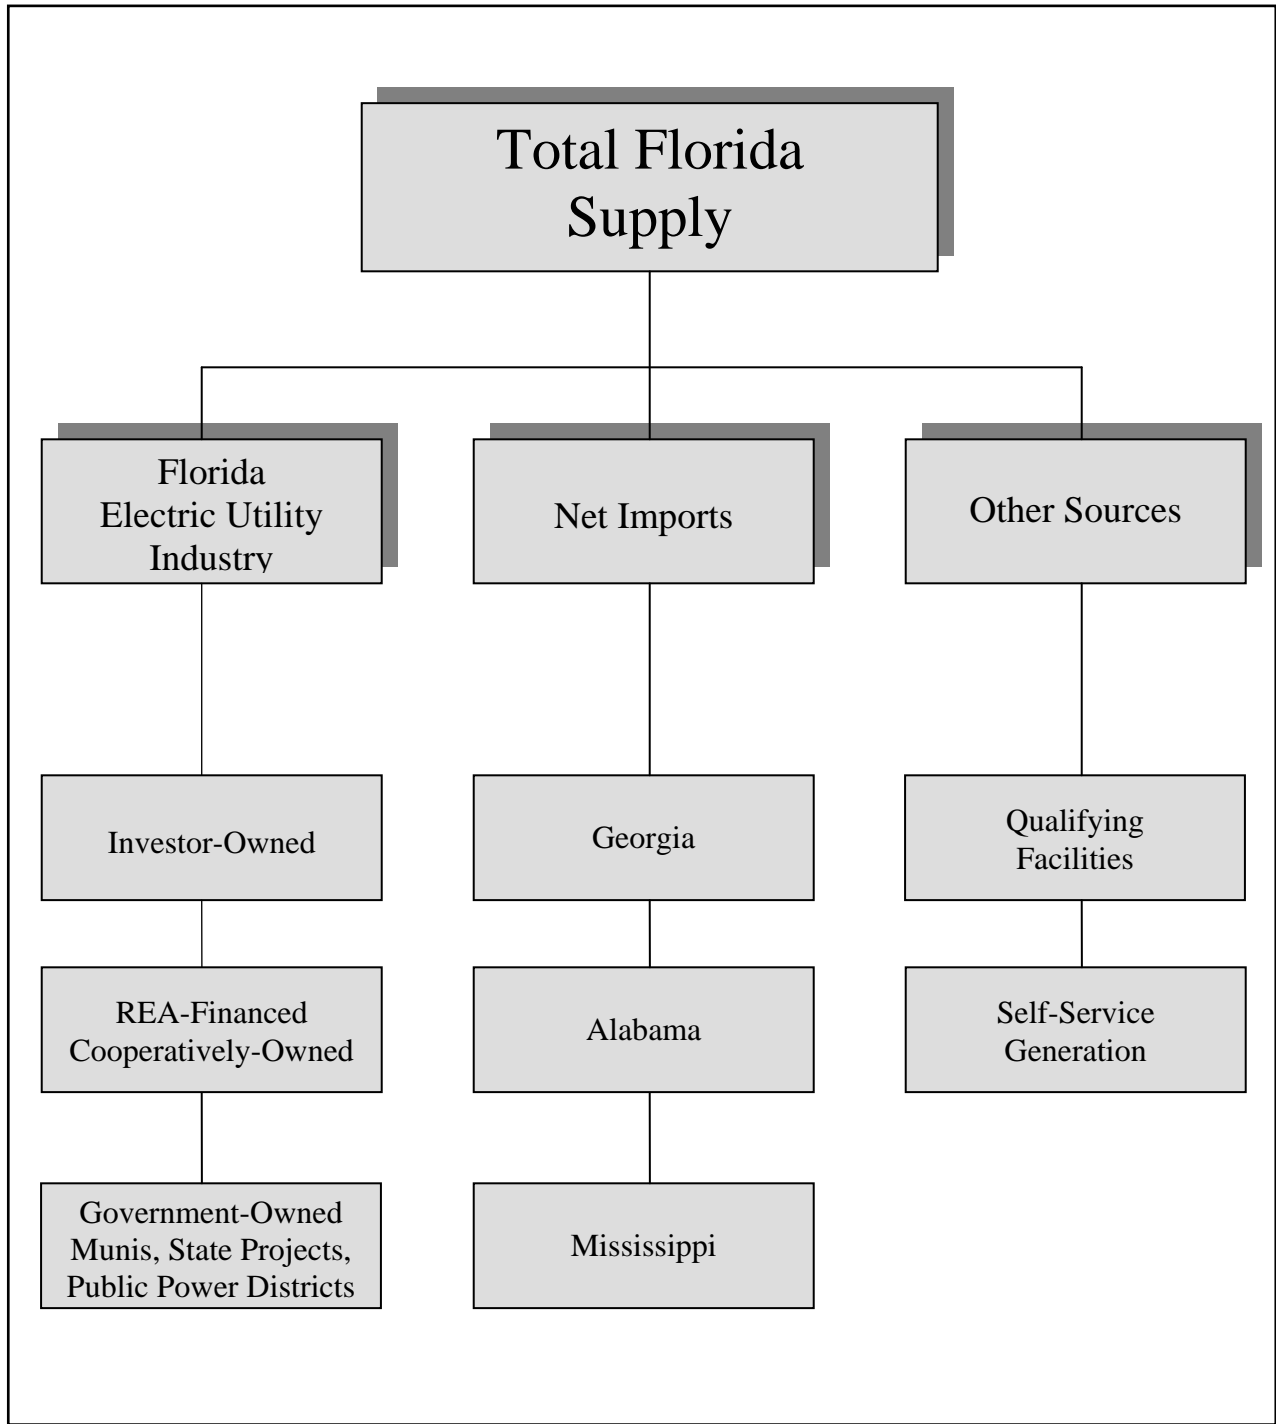 Total Florida
Supply
Florida
Electric Utility
Industry
Net Imports
Other Sources
Investor-Owned
Georgia
Qualifying
Facilities
REA-Financed
Cooperatively-Owned
Alabama
Self-Service
Generation
Government-Owned
Munis, State Projects,
Public Power Districts
Mississippi